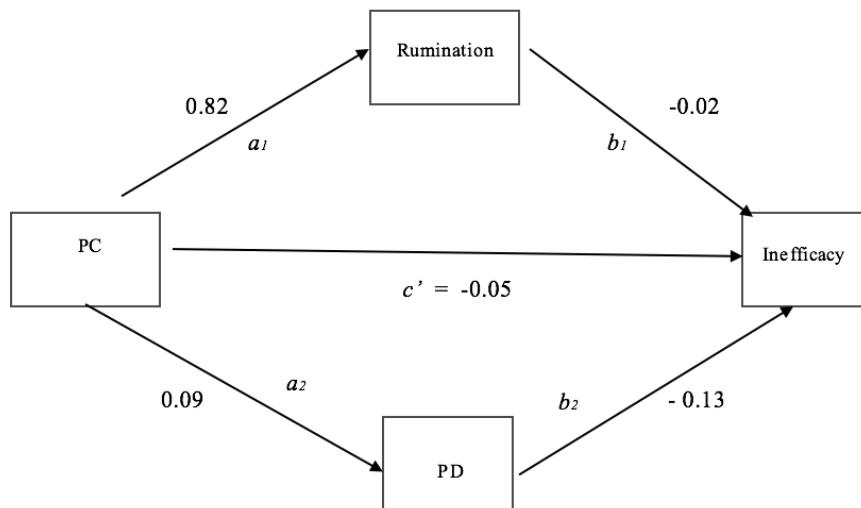 Rumination
0.82
-0.02
a1
b1
PC
Inefficacy
c’ = -0.05
a2
0.09
b2
- 0.13
PD